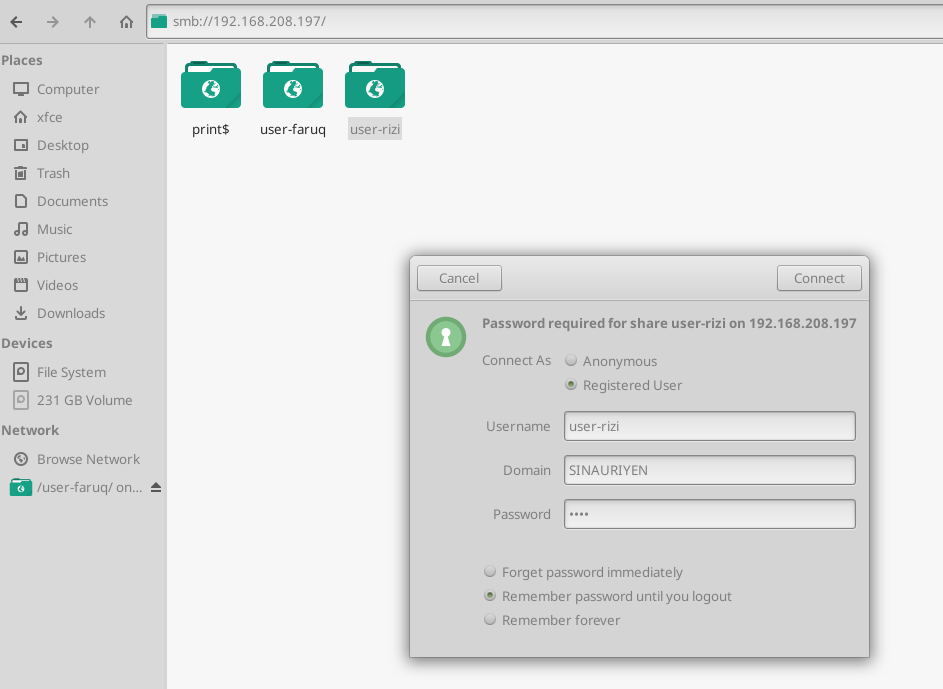 smb://192.168.208.197/
Places
Computer
xfce
Desktop
Trash
Documents
Music
Pictures
Videos
Downloads
Devices
File System
231 GB Volume
Network
Browse Network
/user-faruq/ on...
print$
user-faruq
user-rizi
Cancel
Connect
Password required for share user-rizi on 192.168.208.197
Connect As
Anonymous
Registered User
Username
user-rizi
Domain
SINAURIYEN
Password
••••
Forget password immediately
Remember password until you logout
Remember forever